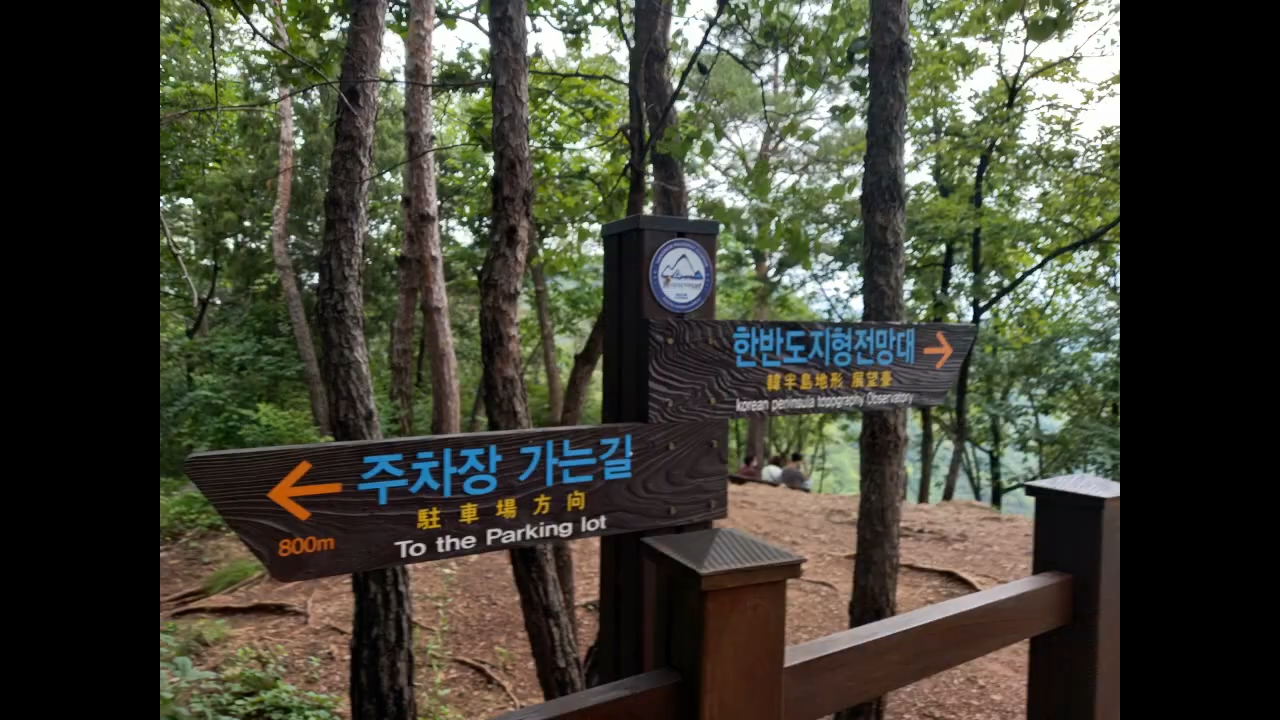 한반도지형전망대
韓半島地形 展望臺
korean peninsula topography Observatory
주차장 가는길
駐車場方向
To the Parking lot
800m